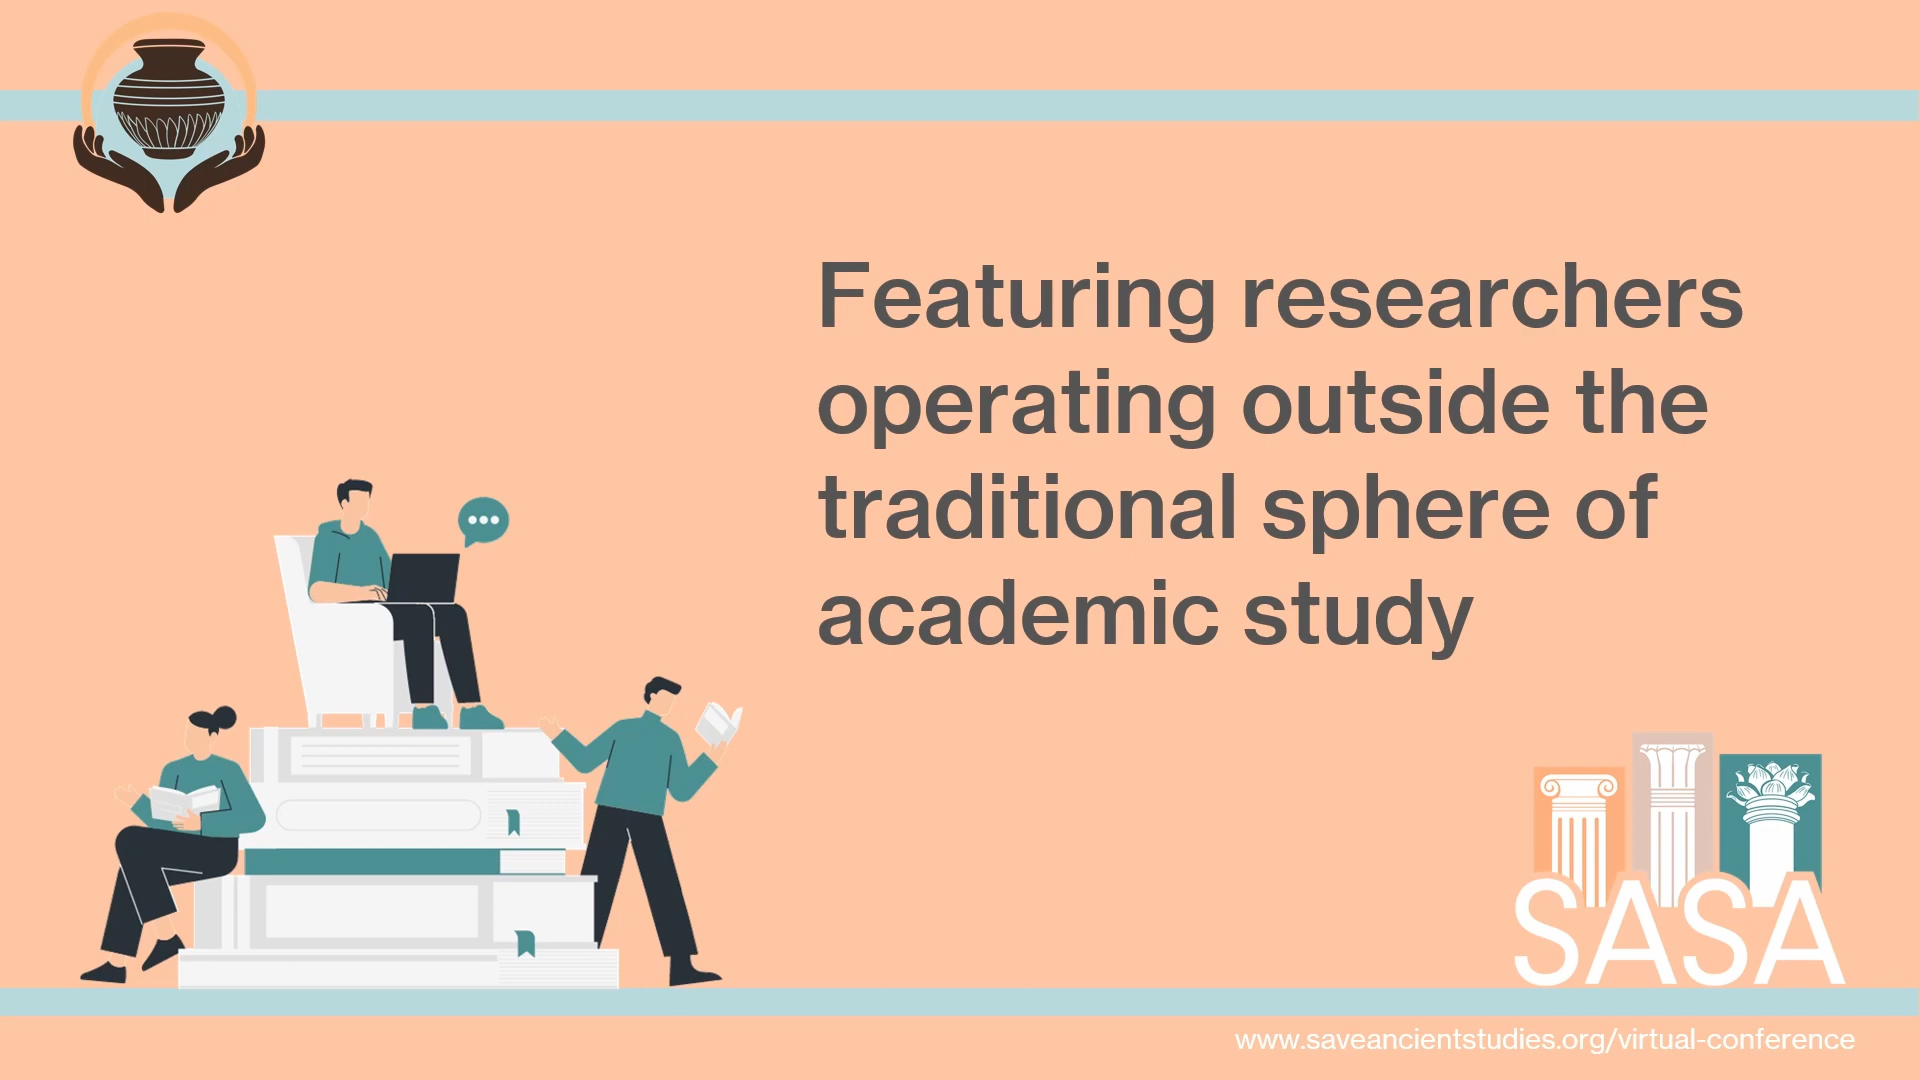 Featuring researchers
operating outside the
traditional sphere of
academic study
SASA
www.saveancientstudies.org/virtual-conference